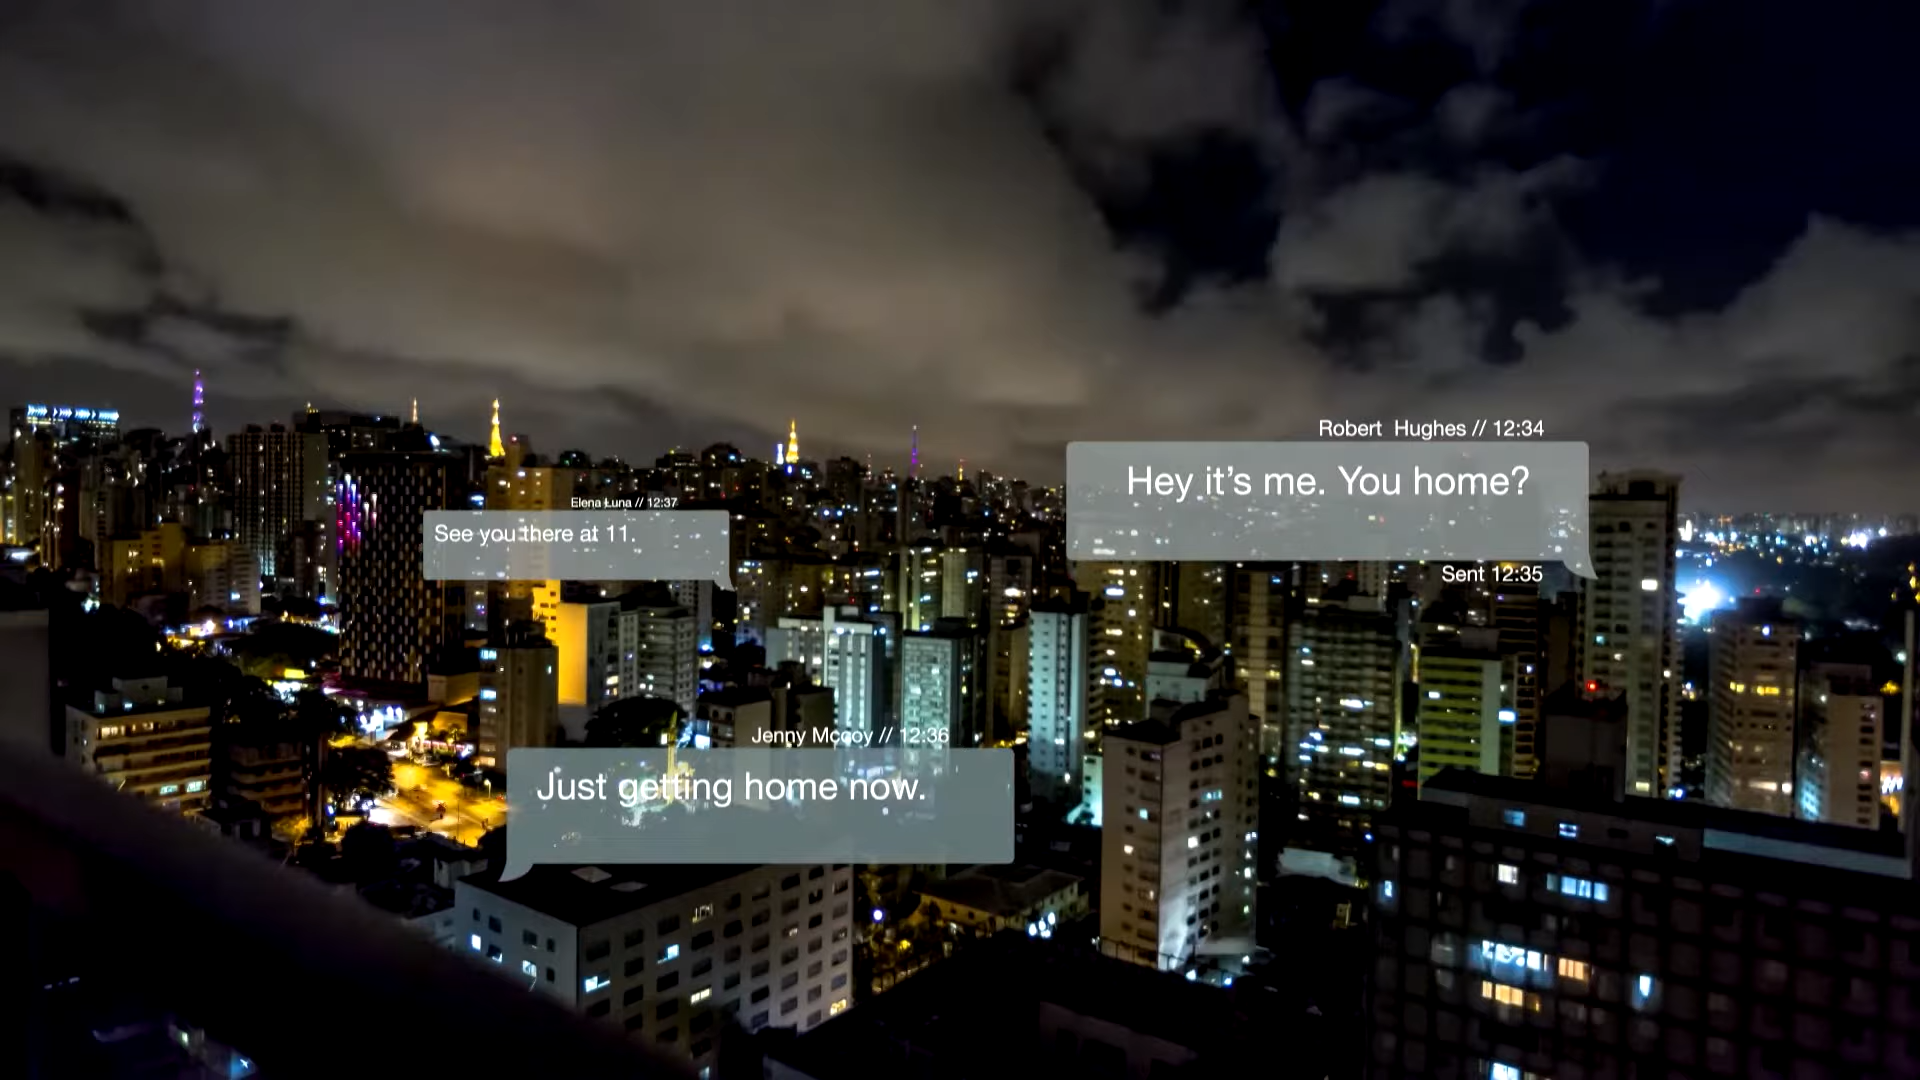 Robert  Hughes // 12:34
Hey it’s me. You home?
Sent 12:35
Elena Luna // 12:37
See you there at 11.
Jenny Mccoy // 12:36
Just getting home now.